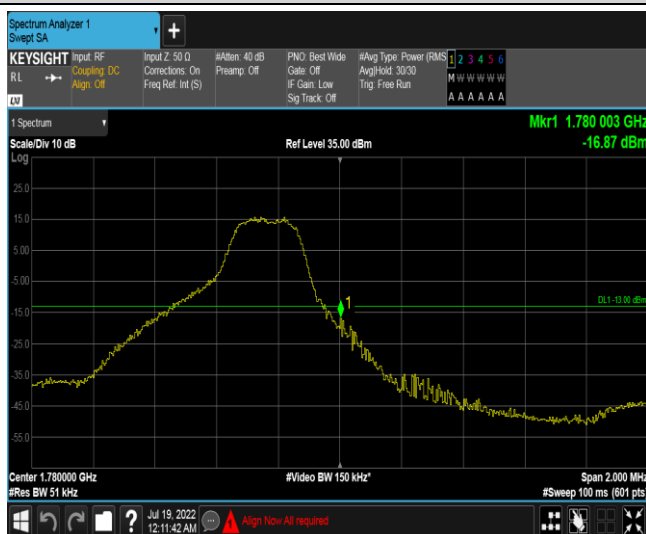 Spectrum Analyzer 1
Swept SA
+
KEYSIGHT
RL
LXI
Input: RF
Coupling: DC
Align: Off
Input Z: 50 Ω
Corrections: On
Freq Ref: Int (S)
#Atten: 40 dB
Preamp: Off
PNO: Best Wide
Gate: Off
IF Gain: Low
Sig Track: Off
#Avg Type: Power (RMS
Avg|Hold: 30/30
Trig: Free Run
1 2 3 4 5 6
M W W W W W
A A A A A A
1 Spectrum
Mkr1 1.780 003 GHz
Scale/Div 10 dB
Ref Level 35.00 dBm
-16.87 dBm
Log
25.0
15.0
5.00
-5.00
DL1 -13.00 dBm
1
-15.0
-25.0
-35.0
-45.0
-55.0
Center 1.780000 GHz
#Video BW 150 kHz*
Span 2.000 MHz
#Res BW 51 kHz
#Sweep 100 ms (601 pts)
?
Jul 19, 2022
12:11:42 AM
Align Now All required